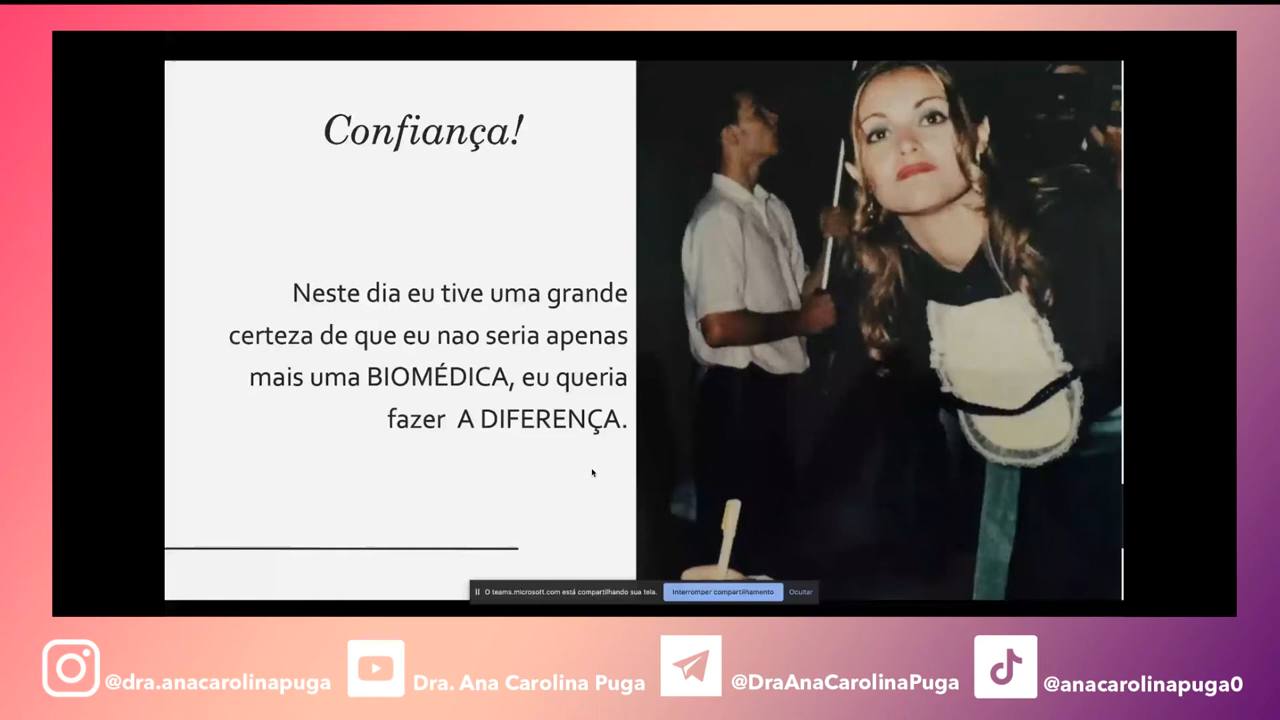 Confiança!
Neste dia eu tive uma grande
certeza de que eu nao seria apenas
mais uma BIOMÉDICA, eu queria
fazer A DIFERENÇA.
O teams.microsoft.com está compartilhando sua tela. Interromper compartilhamento Ocultar
@dra.anacarolinapuga Dra. Ana Carolina Puga @DraAnaCarolinaPuga @anacarolinapuga0